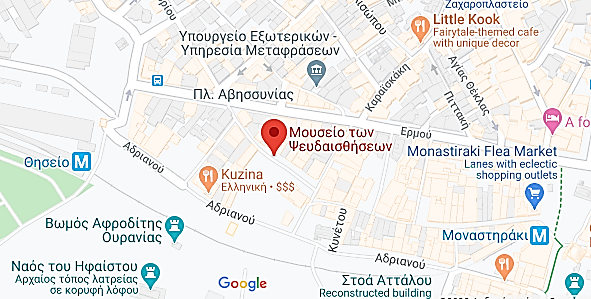 Ζαχαροπλαστείο
Little Kook
Fairytale-themed cafe
with unique decor
Υπουργείο Εξωτερικών -
Υπηρεσία Μεταφράσεων
Πλ. Αβησσυνίας
Καραϊσκάκη
Αγίας Θέκλας
Πιττάκη
Ερμού
A fo
Μουσείο των
Ψευδαισθήσεων
Monastiraki Flea Market
Lanes with eclectic
shopping outlets
Θησείο M
Αδριανού
Kuzina
Ελληνική • $$$
Αδριανού
Βωμός Αφροδίτης
Ουρανίας
Κυνέτου
Μοναστηράκι M
Αδριανού
Ναός του Ηφαίστου
Αρχαίος τόπος λατρείας
σε κορυφή λόφου
Google
Στοά Αττάλου
Reconstructed building